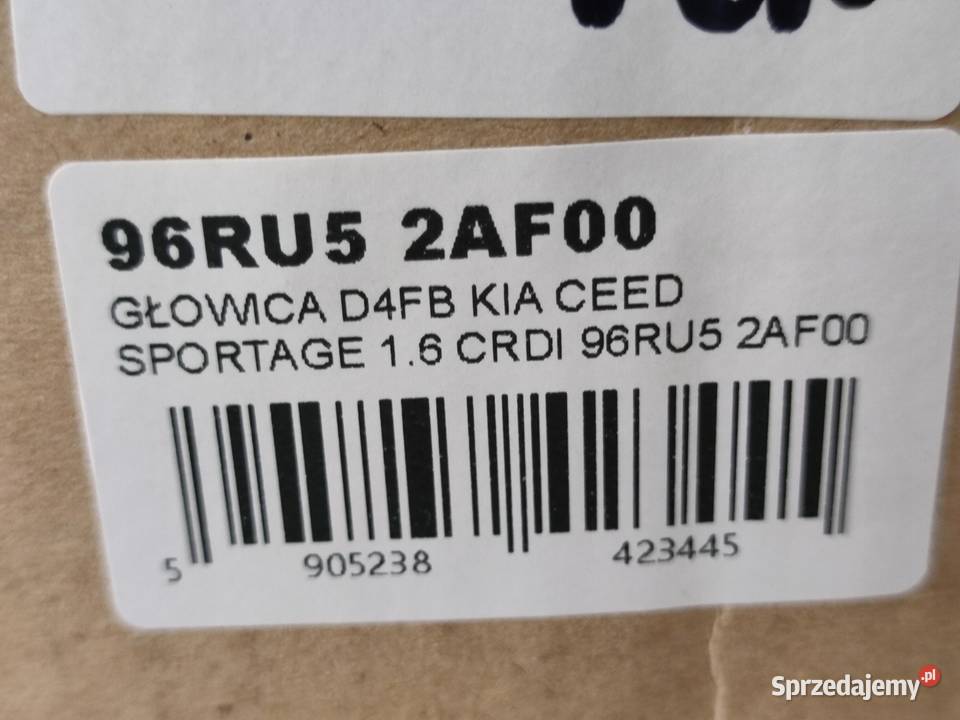 96RU5 2AF00
GŁOWICA D4FB KIA CEED
SPORTAGE 1.6 CRDI 96RU5 2AF00
5 905238 423445
Sprzedajemy.pl